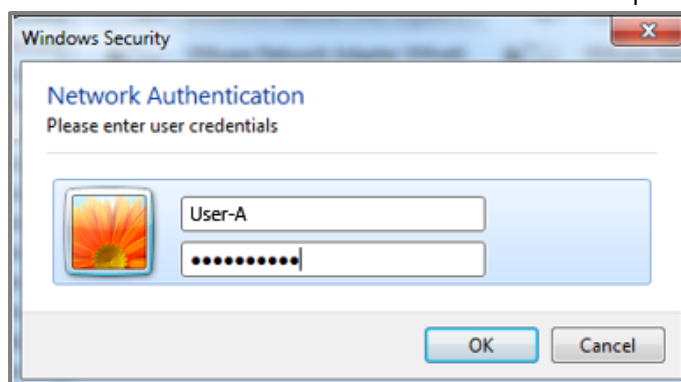 Windows Security
Network Authentication
Please enter user credentials
User-A
••••••••••
OK Cancel